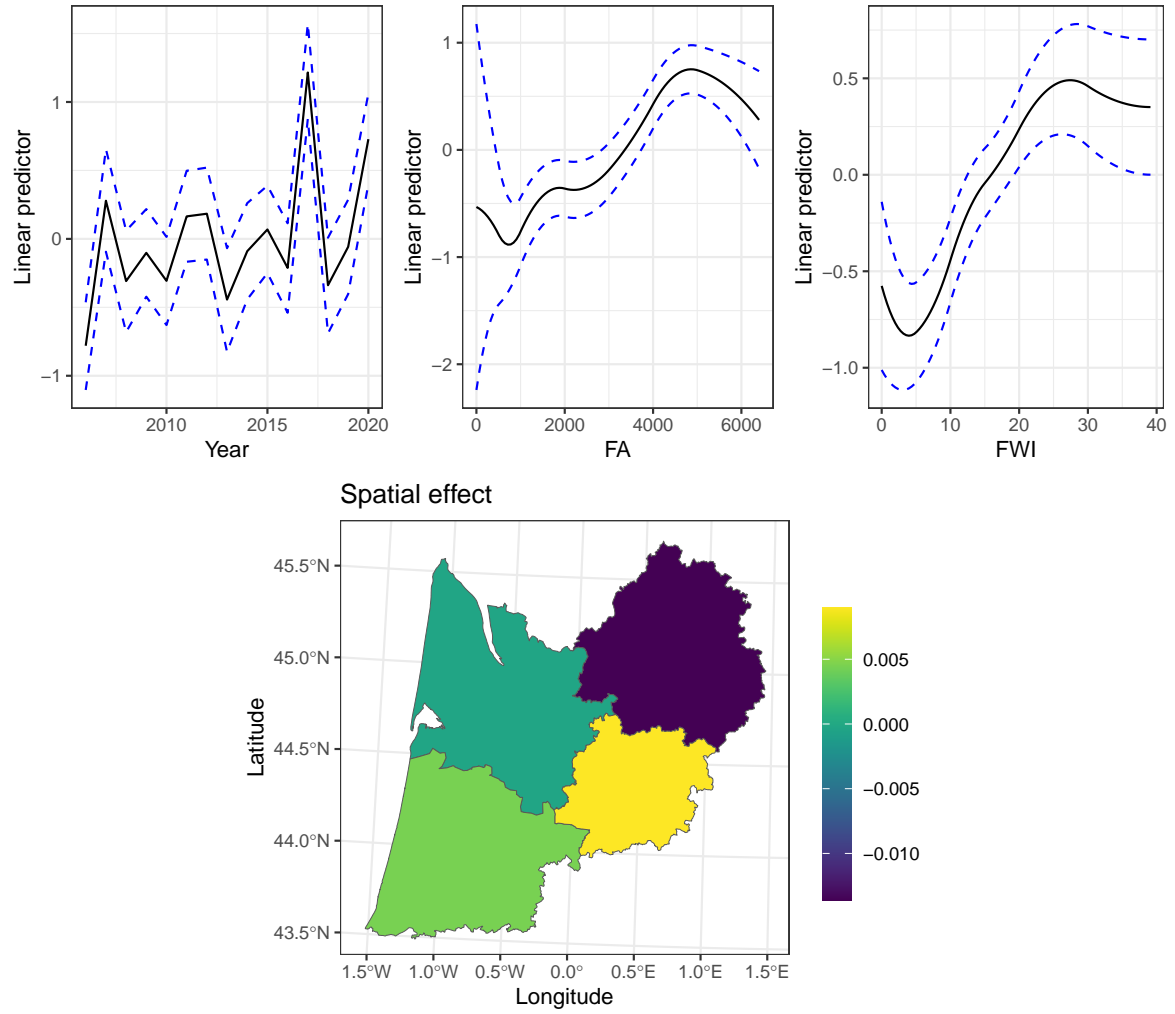 Linear predictor
1
0
−1
2010
2015
2020
Year
Linear predictor
1
0
−1
−2
0
2000
4000
6000
FA
Linear predictor
0.5
0.0
−0.5
−1.0
0
10
20
30
40
FWI
Spatial effect
Latitude
45.5°N
45.0°N
44.5°N
44.0°N
43.5°N
1.5°W
1.0°W
0.5°W
0.0°
0.5°E
1.0°E
1.5°E
Longitude
0.005
0.000
−0.005
−0.010